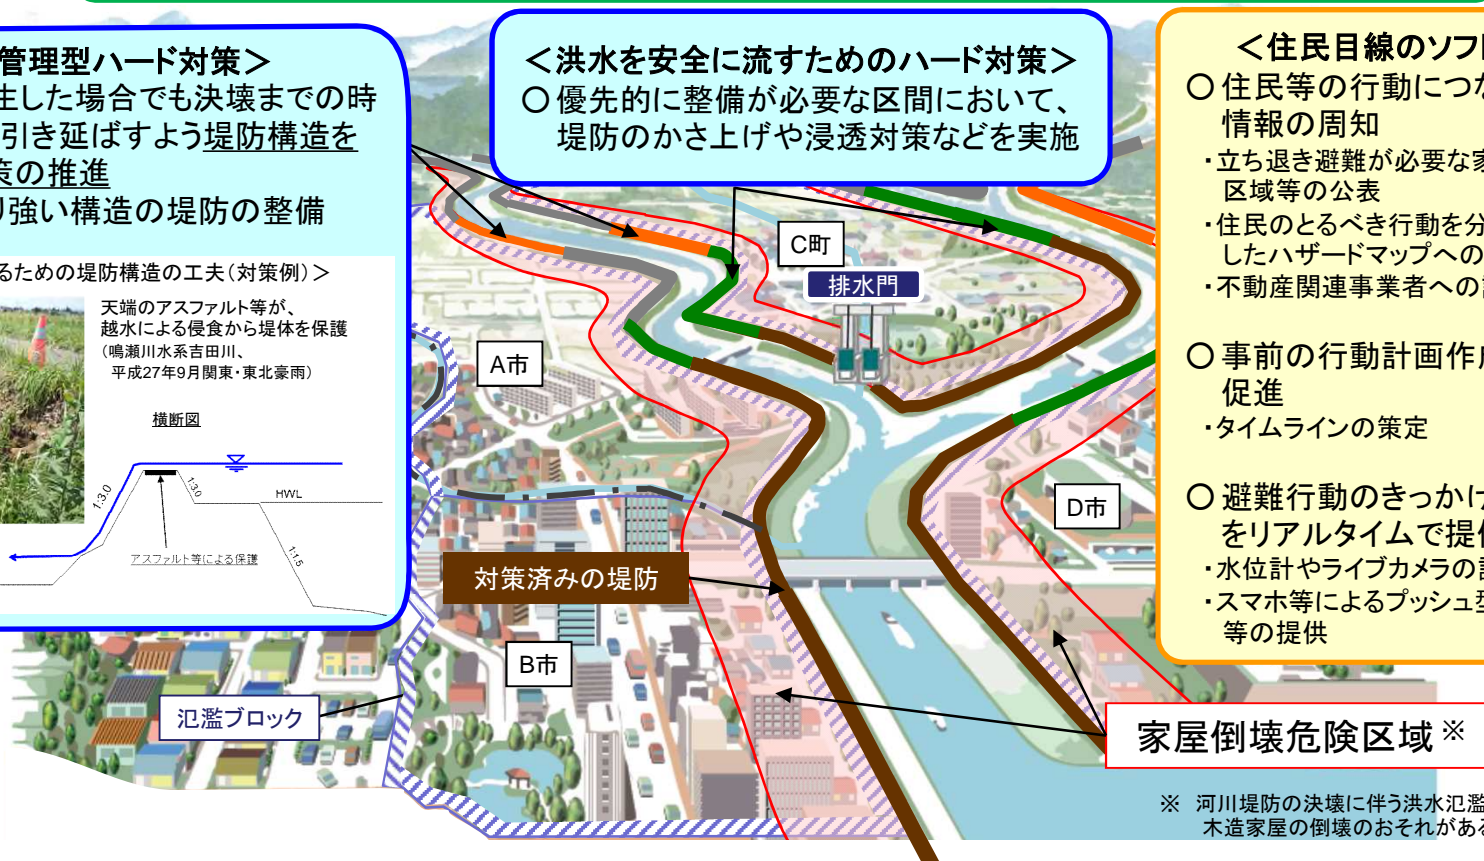 管理型ハード対策＞
生した場合でも決壊までの時
引き延ばすよう堤防構造を
策の推進
り強い構造の堤防の整備
るための堤防構造の工夫（対策例）＞
天端のアスファルト等が、
越水による侵食から堤体を保護
（鳴瀬川水系吉田川、
平成27年9月関東・東北豪雨）
横断図
1:3.0
1:3.0
HWL
1:1.5
アスファルト等による保護
＜洪水を安全に流すためのハード対策＞
○優先的に整備が必要な区間において、
堤防のかさ上げや浸透対策などを実施
＜住民目線のソフ
○住民等の行動につな
情報の周知
・立ち退き避難が必要な家
区域等の公表
・住民のとるべき行動を分
したハザードマップへの
・不動産関連事業者への
○事前の行動計画作成
促進
・タイムラインの策定
○避難行動のきっかけ
をリアルタイムで提供
・水位計やライブカメラの
・スマホ等によるプッシュ型
等の提供
C町
排水門
A市
D市
対策済みの堤防
B市
氾濫ブロック
家屋倒壊危険区域※
※　河川堤防の決壊に伴う洪水氾濫
木造家屋の倒壊のおそれがある